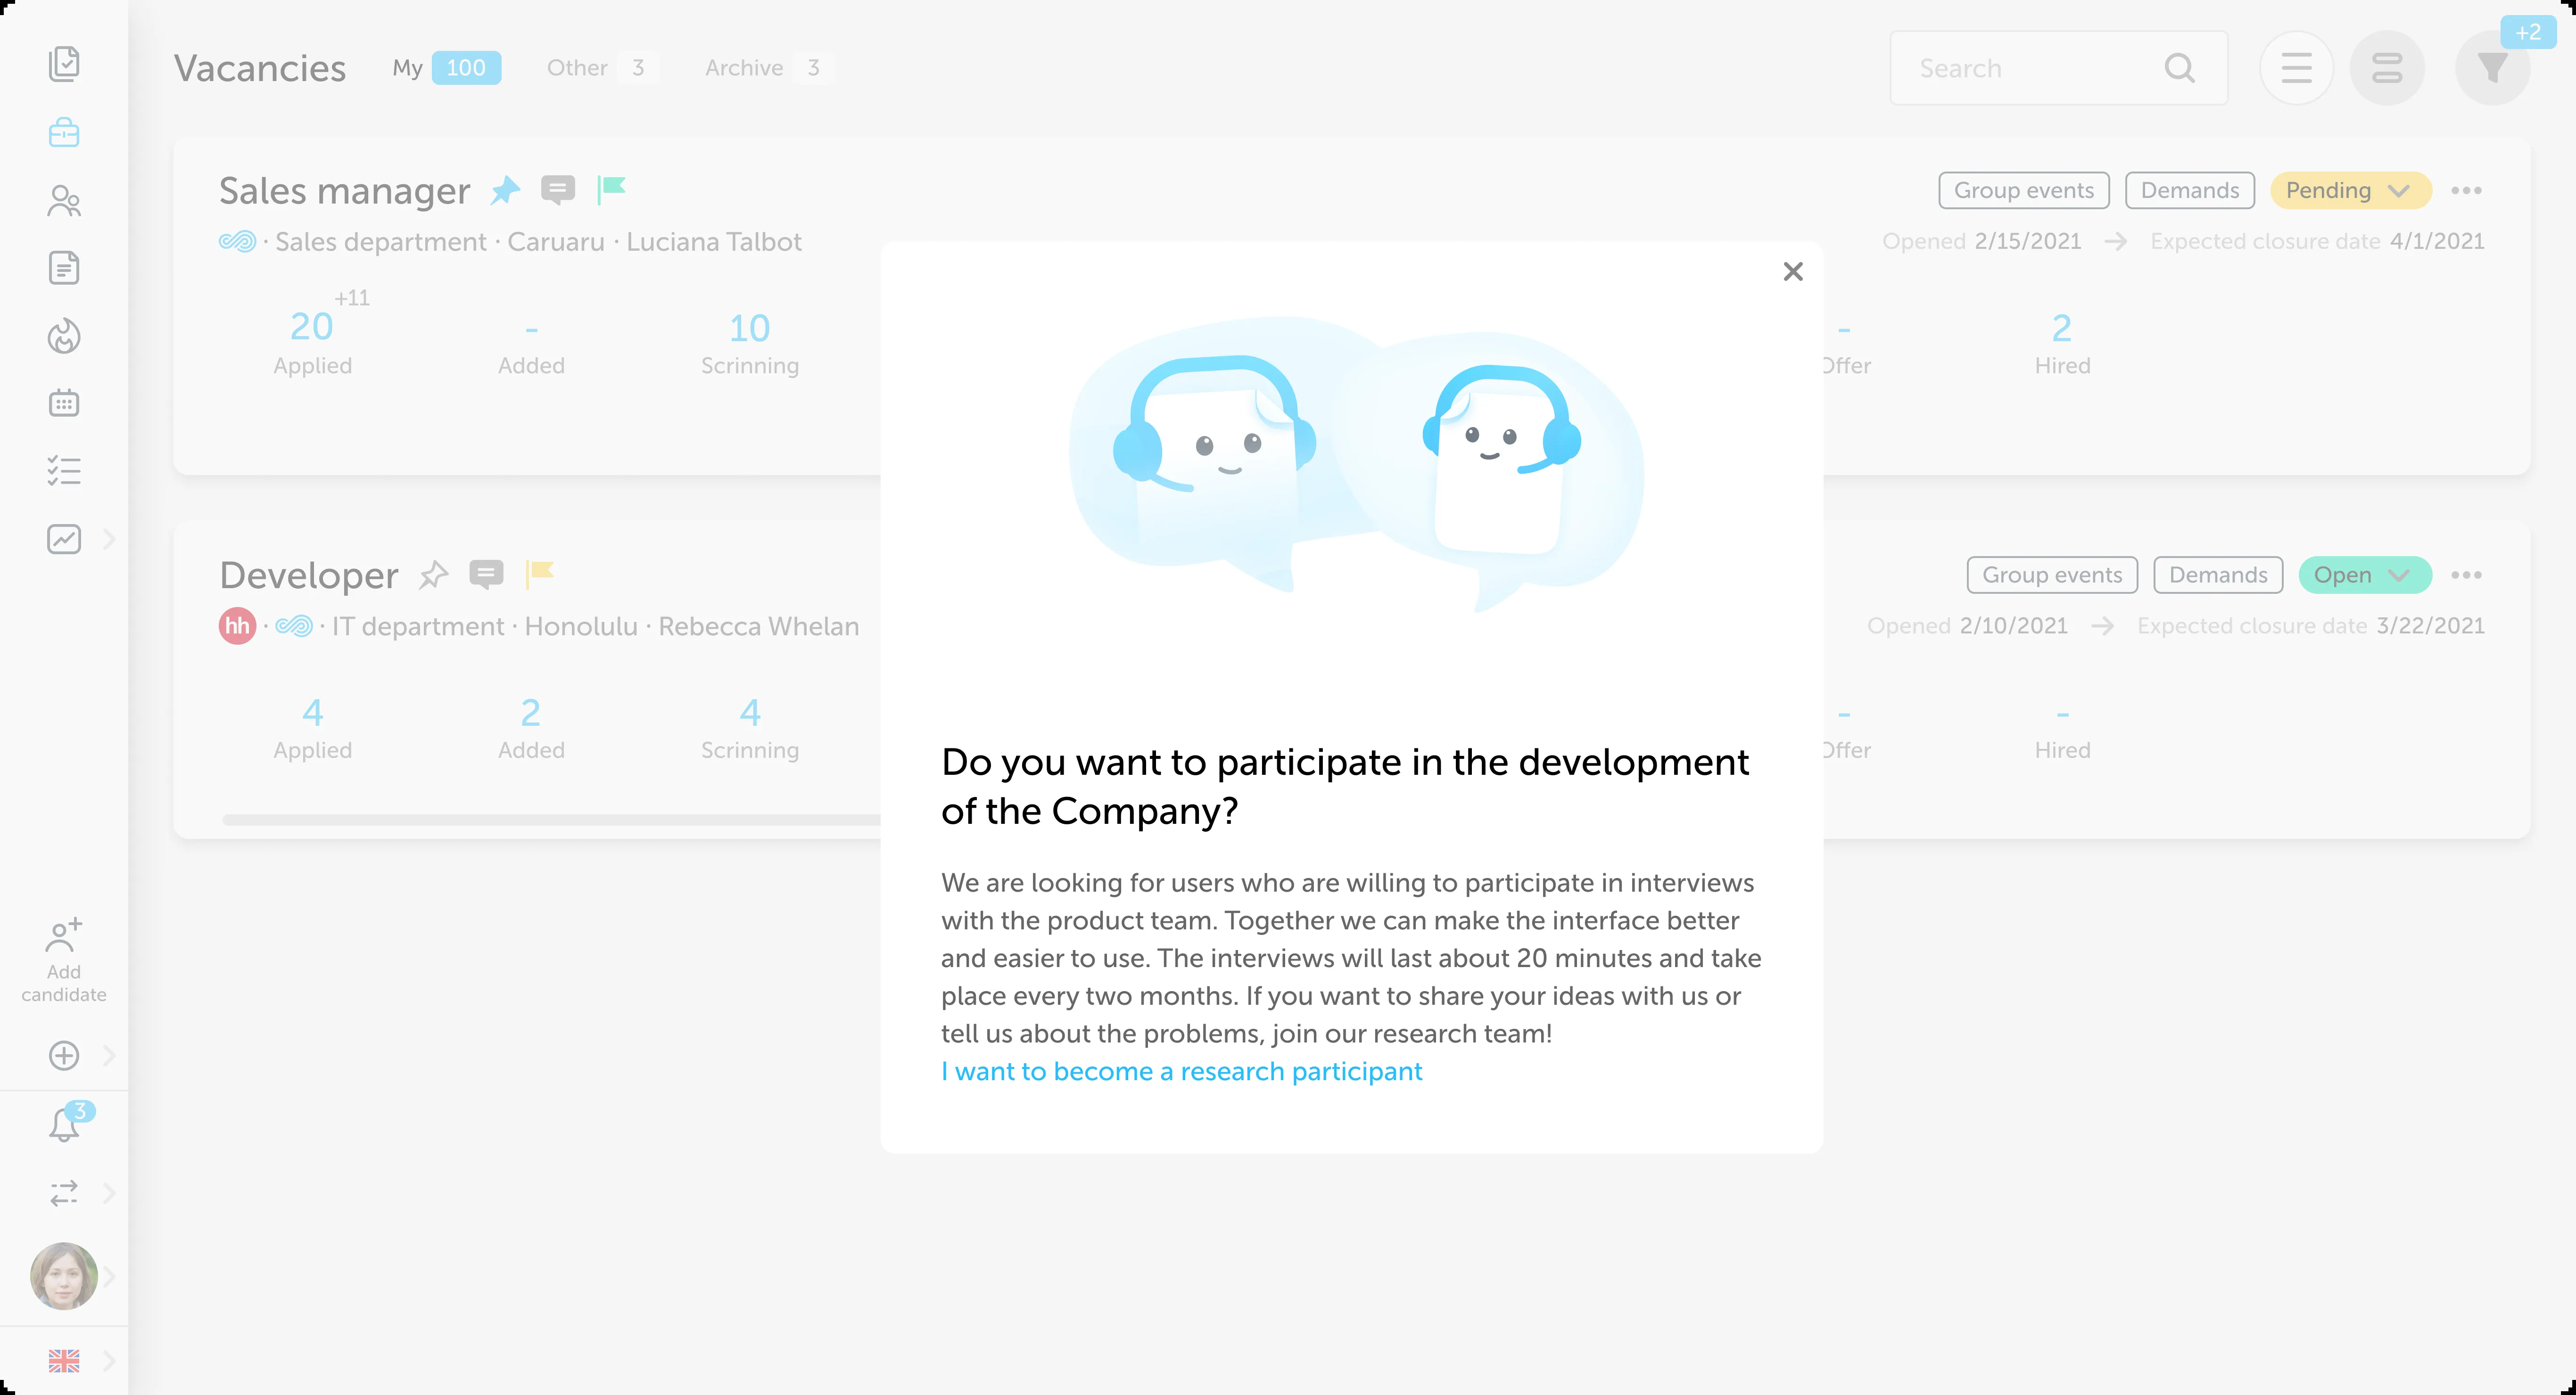 Vacancies
My 100
Other 3
Archive 3
Search
+2
Sales manager
Group events
Demands
Pending
· Sales department · Caruaru · Luciana Talbot
Opened 2/15/2021 → Expected closure date 4/1/2021
+11
20
-
10
-
2
Applied
Added
Scrinning
Offer
Hired
Developer
Group events
Demands
Open
hh · · IT department · Honolulu · Rebecca Whelan
Opened 2/10/2021 → Expected closure date 3/22/2021
4
2
4
-
-
Applied
Added
Scrinning
Offer
Hired
Do you want to participate in the development
of the Company?
We are looking for users who are willing to participate in interviews
with the product team. Together we can make the interface better
and easier to use. The interviews will last about 20 minutes and take
place every two months. If you want to share your ideas with us or
tell us about the problems, join our research team!
I want to become a research participant
Add
candidate
3